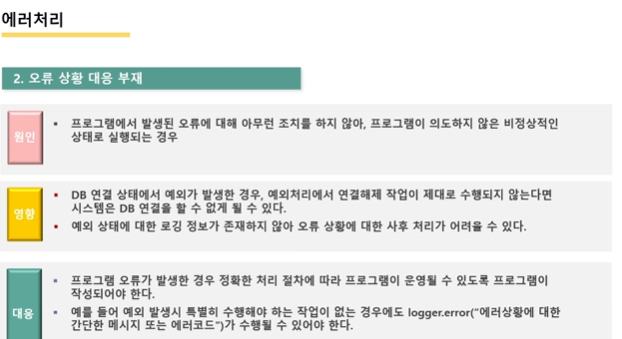 에러처리
2. 오류 상황 대응 부재
원인
▪ 프로그램에서 발생된 오류에 대해 아무런 조치를 하지 않아, 프로그램이 의도하지 않은 비정상적인
상태로 실행되는 경우
영향
▪ DB 연결 상태에서 예외가 발생한 경우, 예외처리에서 연결해제 작업이 제대로 수행되지 않는다면
시스템은 DB 연결을 할 수 없게 될 수 있다.
▪ 예외 상태에 대한 로깅 정보가 존재하지 않아 오류 상황에 대한 사후 처리가 어려울 수 있다.
대응
▪ 프로그램 오류가 발생한 경우 정확한 처리 절차에 따라 프로그램이 운영될 수 있도록 프로그램이
작성되어야 한다.
▪ 예를 들어 예외 발생시 특별히 수행해야 하는 작업이 없는 경우에도 logger.error("에러상황에 대한
간단한 메시지 또는 에러코드")가 수행될 수 있어야 한다.